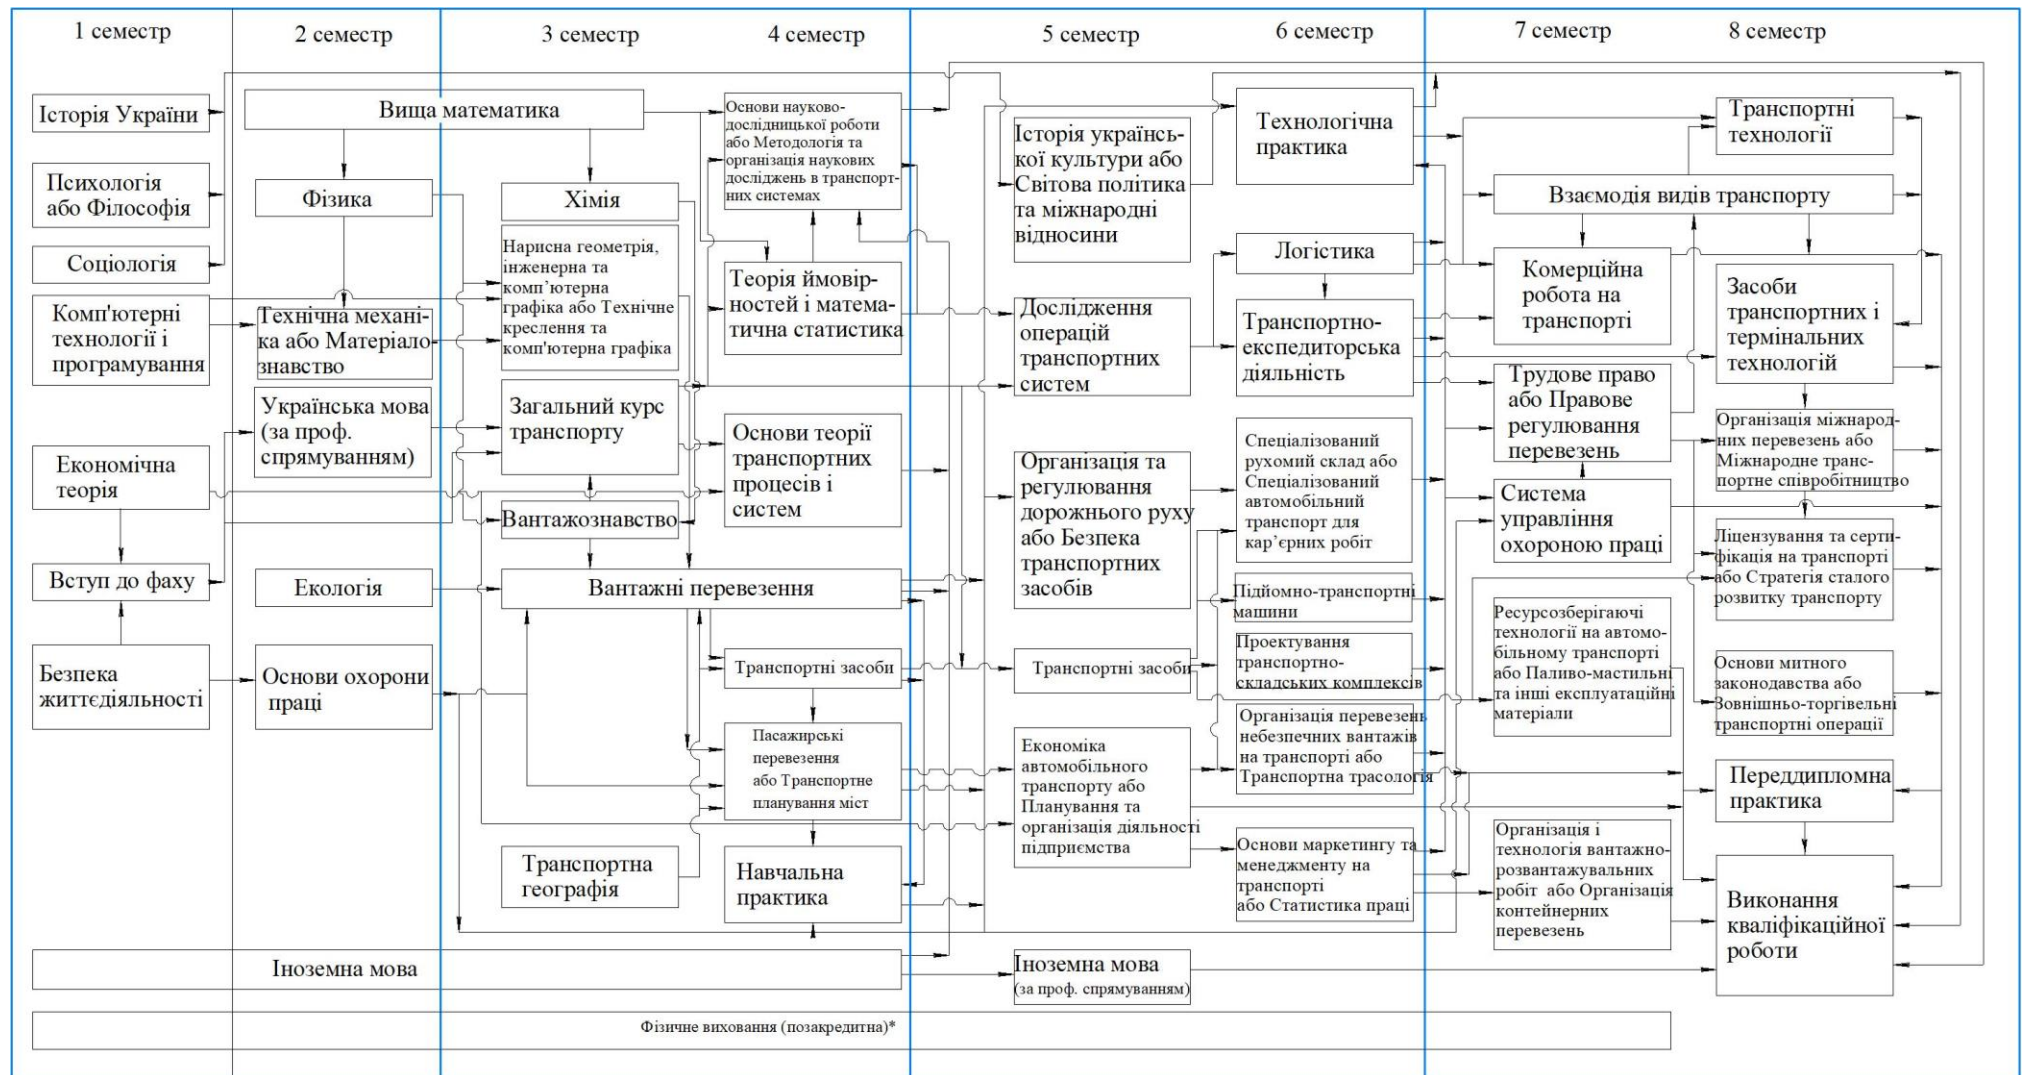 1 семестр
2 семестр
3 семестр
4 семестр
5 семестр
6 семестр
7 семестр
8 семестр
Історія України
Психологія
або Філософія
Соціологія
Комп'ютерні
технології і
програмування
Економічна
теорія
Вступ до фаху
Безпека
життєдіяльності
Вища математика
Фізика
Технічна механі-
ка або Матеріало-
знавство
Українська мова
(за проф.
спрямуванням)
Екологія
Основи охорони
праці
Хімія
Нарисна геометрія,
інженерна та
комп’ютерна
графіка або Технічне
креслення та
комп'ютерна графіка
Загальний курс
транспорту
Вантажознавство
Вантажні перевезення
Транспортна
географія
Основи науково-
дослідницької роботи
або Методологія та
організація наукових
досліджень в транспорт-
них системах
Теорія ймовір-
ностей і матема-
тична статистика
Основи теорії
транспортних
процесів і
систем
Транспортні засоби
Пасажирські
перевезення
або Транспортне
планування міст
Навчальна
практика
Історія українсь-
кої культури або
Світова політика
та міжнародні
відносини
Дослідження
операцій
транспортних
систем
Організація та
регулювання
дорожнього руху
або Безпека
транспортних
засобів
Транспортні засоби
Економіка
автомобільного
транспорту або
Планування та
організація діяльності
підприємства
Технологічна
практика
Логістика
Транспортно-
експедиторська
діяльність
Спеціалізований
рухомий склад або
Спеціалізований
автомобільний
транспорт для
кар’єрних робіт
Підйомно-транспортні
машини
Проектування
транспортно-
складських комплексів
Організація перевезень
небезпечних вантажів
на транспорті або
Транспортна трасологія
Основи маркетингу та
менеджменту на
транспорті
або Статистика праці
Взаємодія видів транспорту
Комерційна
робота на
транспорті
Трудове право
або Правове
регулювання
перевезень
Система
управління
охороною праці
Ресурсозберігаючі
технології на автомо-
більному транспорті
або Паливо-мастильні
та інші експлуатаційні
матеріали
Організація і
технологія вантажно-
розвантажувальних
робіт або Організація
контейнерних
перевезень
Транспортні
технології
Засоби
транспортних і
термінальних
технологій
Організація міжнарод-
них перевезень або
Міжнародне транс-
портне співробітництво
Ліцензування та серти-
фікація на транспорті
або Стратегія сталого
розвитку транспорту
Основи митного
законодавства або
Зовнішньо-торгівельні
транспортні операції
Переддипломна
практика
Виконання
кваліфікаційної
роботи
Іноземна мова
Іноземна мова
(за проф. спрямуванням)
Фізичне виховання (позакредитна)*